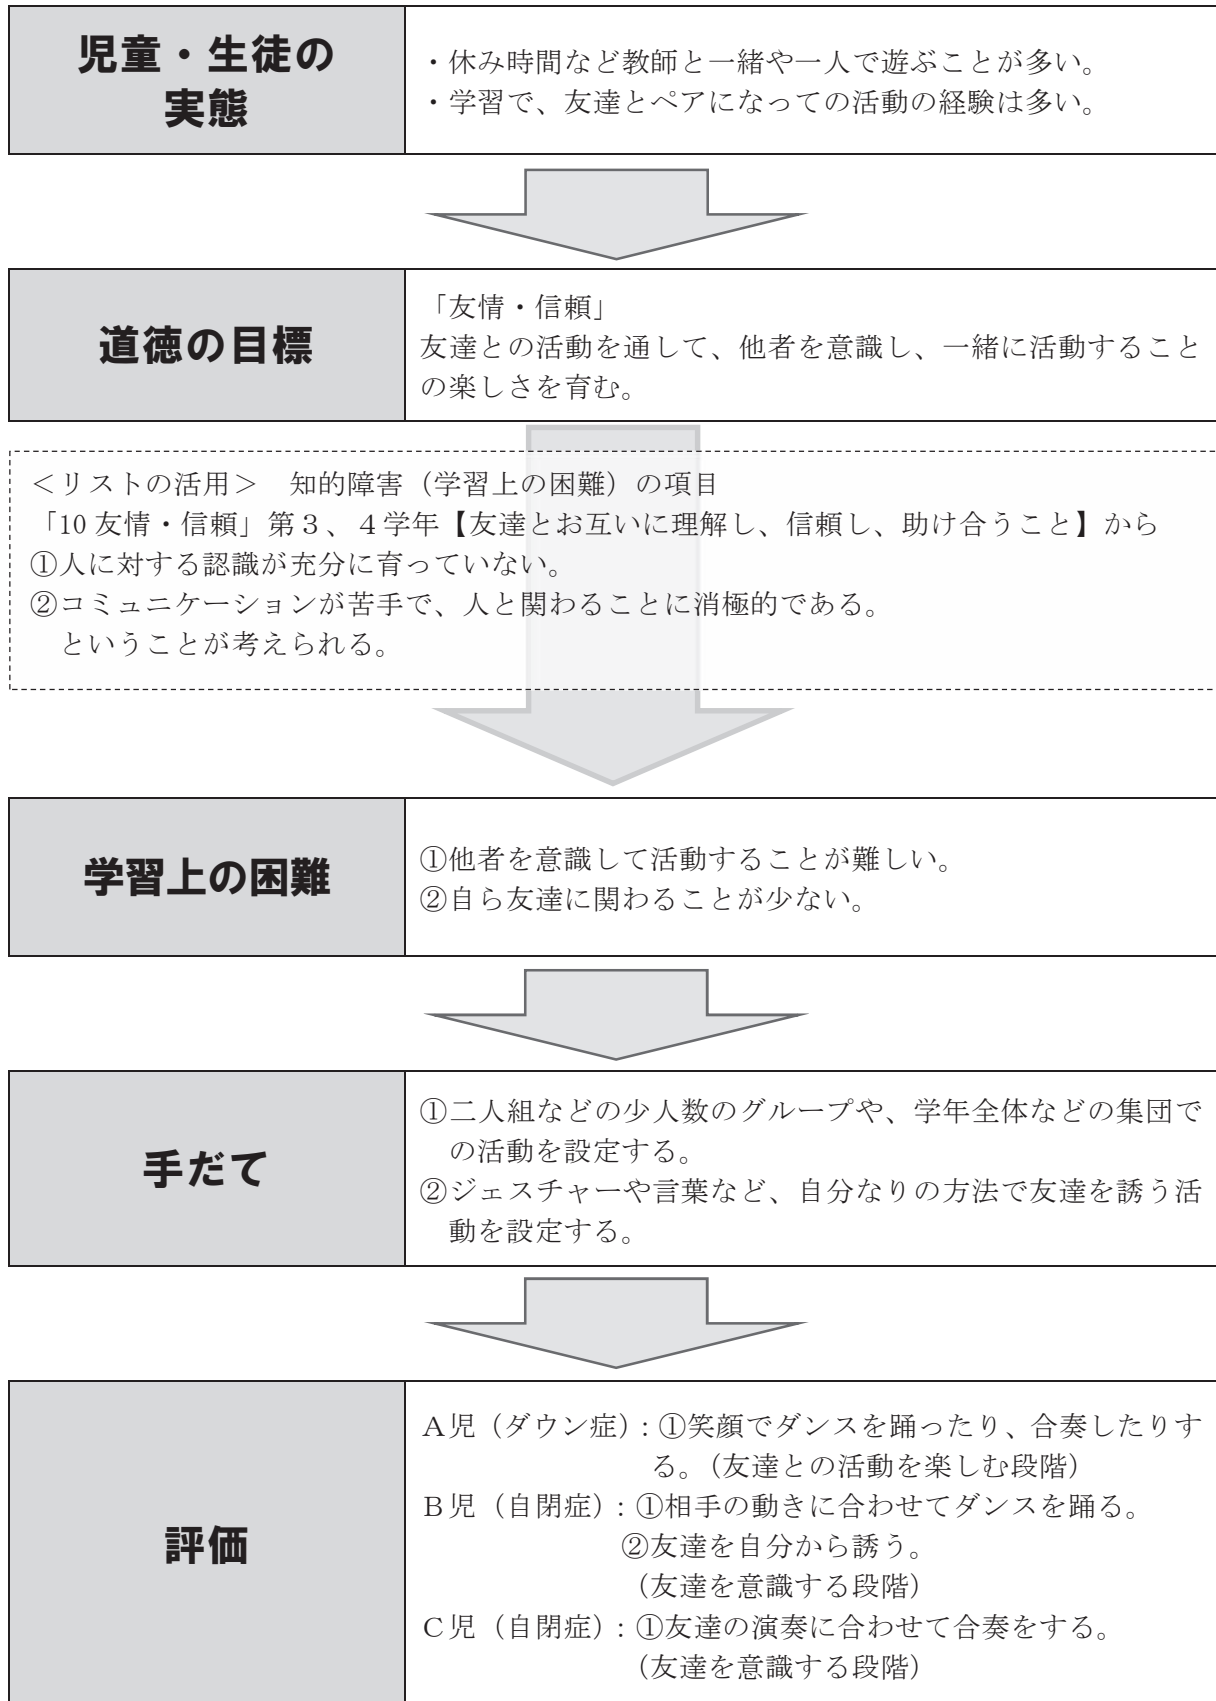 児童・生徒の
実態
・休み時間など教師と一緒や一人で遊ぶことが多い。
・学習で、友達とペアになっての活動の経験は多い。
道徳の目標
「友情・信頼」
友達との活動を通して、他者を意識し、一緒に活動すること
の楽しさを育む。
＜リストの活用＞　知的障害（学習上の困難）の項目
「10 友情・信頼」第３、４学年【友達とお互いに理解し、信頼し、助け合うこと】から
①人に対する認識が充分に育っていない。
②コミュニケーションが苦手で、人と関わることに消極的である。
ということが考えられる。
学習上の困難
①他者を意識して活動することが難しい。
②自ら友達に関わることが少ない。
手だて
①二人組などの少人数のグループや、学年全体などの集団で
の活動を設定する。
②ジェスチャーや言葉など、自分なりの方法で友達を誘う活
動を設定する。
評価
Ａ児（ダウン症）：①笑顔でダンスを踊ったり、合奏したりす
る。（友達との活動を楽しむ段階）
Ｂ児（自閉症）：①相手の動きに合わせてダンスを踊る。
②友達を自分から誘う。
（友達を意識する段階）
Ｃ児（自閉症）：①友達の演奏に合わせて合奏をする。
（友達を意識する段階）